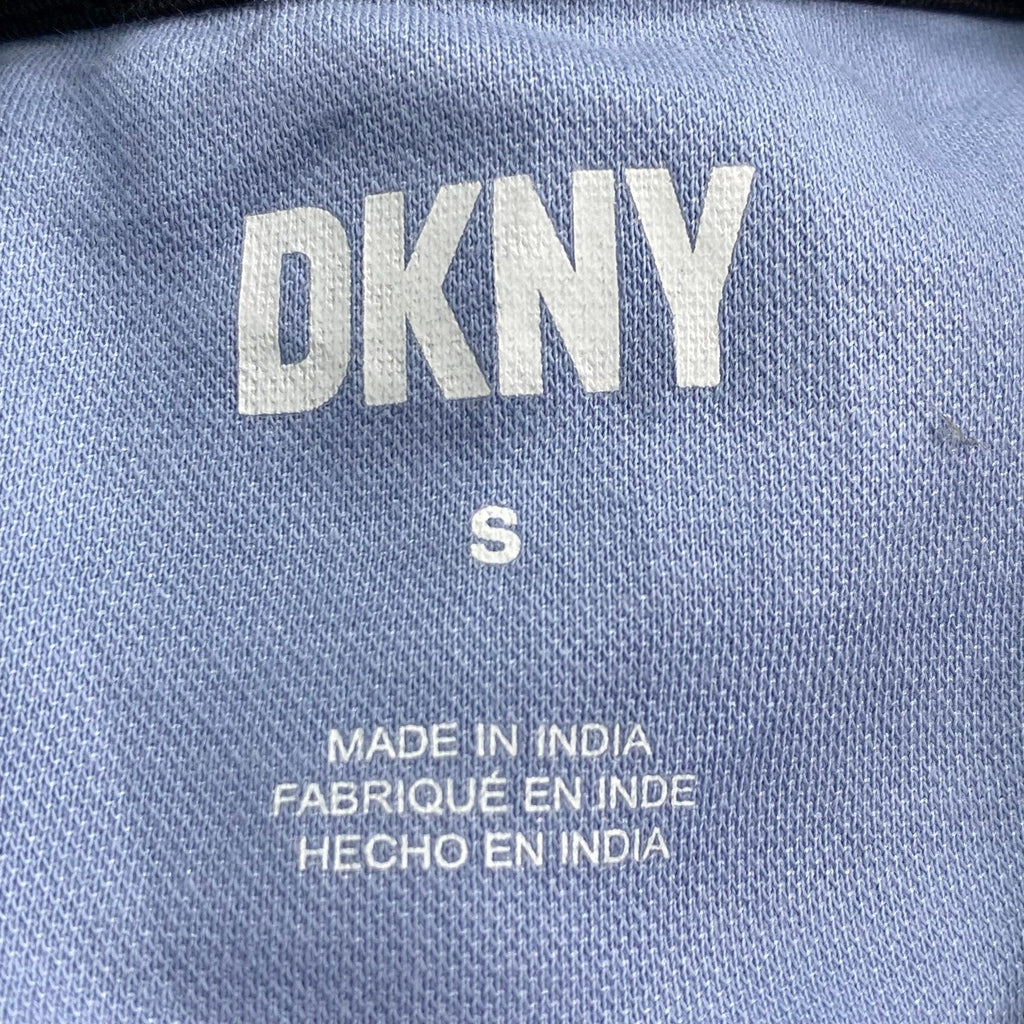 DKNY
S
MADE IN INDIA
FABRIQUÉ EN INDE
HECHO EN INDIA